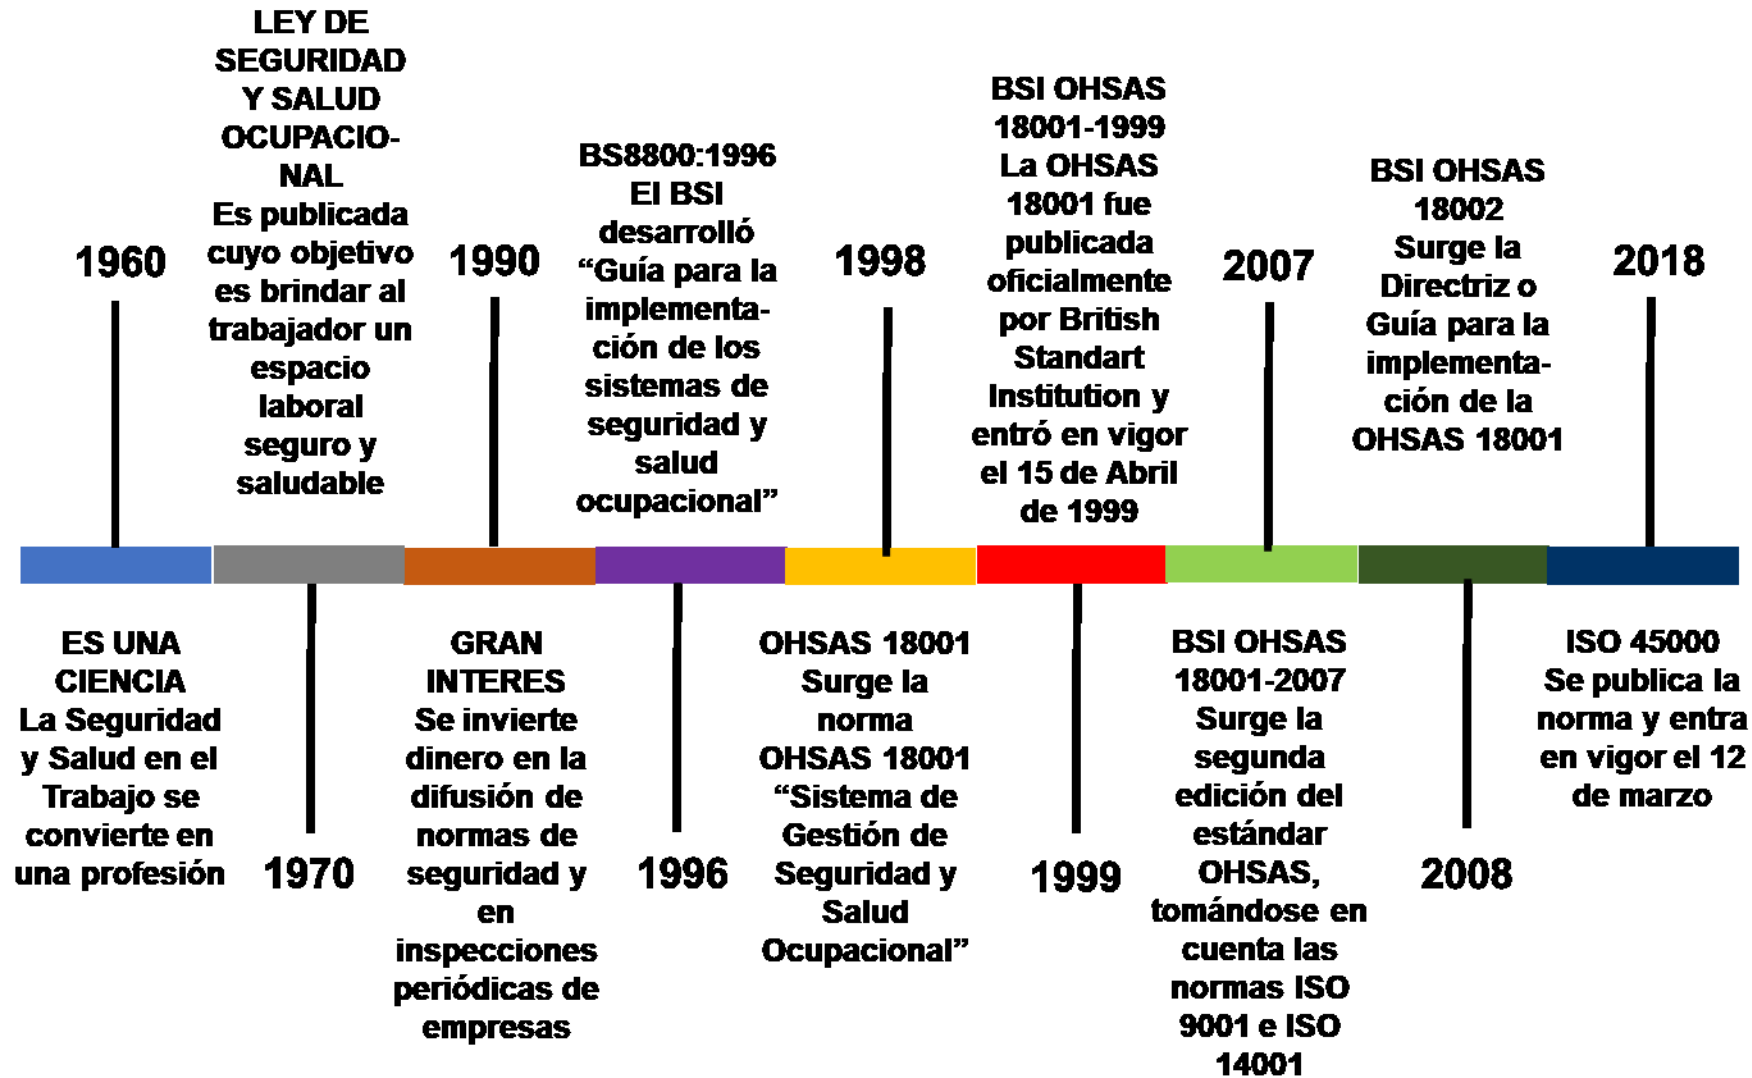 1960
ES UNA
CIENCIA
La Seguridad
y Salud en el
Trabajo se
convierte en
una profesión
LEY DE
SEGURIDAD
Y SALUD
OCUPACIO-
NAL
Es publicada
cuyo objetivo
es brindar al
trabajador un
espacio
laboral
seguro y
saludable
1970
1990
GRAN
INTERES
Se invierte
dinero en la
difusión de
normas de
seguridad y
en
inspecciones
periódicas de
empresas
BS8800:1996
El BSI
desarrolló
“Guía para la
implementa-
ción de los
sistemas de
seguridad y
salud
ocupacional”
1996
1998
OHSAS 18001
Surge la
norma
OHSAS 18001
“Sistema de
Gestión de
Seguridad y
Salud
Ocupacional”
BSI OHSAS
18001-1999
La OHSAS
18001 fue
publicada
oficialmente
por British
Standart
Institution y
entró en vigor
el 15 de Abril
de 1999
1999
2007
BSI OHSAS
18001-2007
Surge la
segunda
edición del
estándar
OHSAS,
tomándose en
cuenta las
normas ISO
9001 e ISO
14001
BSI OHSAS
18002
Surge la
Directriz o
Guía para la
implementa-
ción de la
OHSAS 18001
2008
2018
ISO 45000
Se publica la
norma y entra
en vigor el 12
de marzo